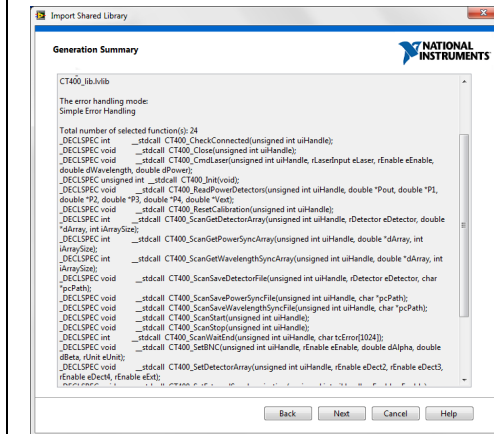 Import Shared Library
Generation Summary
NATIONAL
INSTRUMENTS
CT400_lib.lvlib
The error handling mode:
Simple Error Handling
Total number of selected function(s): 24
_DECLSPEC int __stdcall CT400_CheckConnected(unsigned int uiHandle);
_DECLSPEC void __stdcall CT400_Close(unsigned int uiHandle);
_DECLSPEC void __stdcall CT400_CmdLaser(unsigned int uiHandle, rLaserInput eLaser, rEnable eEnable,
double dWavelength, double dPower);
_DECLSPEC unsigned int __stdcall CT400_Init(void);
_DECLSPEC void __stdcall CT400_ReadPowerDetectors(unsigned int uiHandle, double *Pout, double *P1,
double *P2, double *P3, double *P4, double *Vext);
_DECLSPEC void __stdcall CT400_ResetCalibration(unsigned int uiHandle);
_DECLSPEC int __stdcall CT400_ScanGetDetectorArray(unsigned int uiHandle, rDetector eDetector, double
*dArray, int iArraySize);
_DECLSPEC int __stdcall CT400_ScanGetPowerSyncArray(unsigned int uiHandle, double *dArray, int
iArraySize);
_DECLSPEC int __stdcall CT400_ScanGetWavelengthSyncArray(unsigned int uiHandle, double *dArray, int
iArraySize);
_DECLSPEC void __stdcall CT400_ScanSaveDetectorFile(unsigned int uiHandle, rDetector eDetector, char
*pcPath);
_DECLSPEC void __stdcall CT400_ScanSavePowerSyncFile(unsigned int uiHandle, char *pcPath);
_DECLSPEC void __stdcall CT400_ScanSaveWavelengthSyncFile(unsigned int uiHandle, char *pcPath);
_DECLSPEC void __stdcall CT400_ScanStart(unsigned int uiHandle);
_DECLSPEC void __stdcall CT400_ScanStop(unsigned int uiHandle);
_DECLSPEC int __stdcall CT400_ScanWaitEnd(unsigned int uiHandle, char tcError[1024]);
_DECLSPEC void __stdcall CT400_SetBNC(unsigned int uiHandle, rEnable eEnable, double dAlpha, double
dBeta, rUnit eUnit);
_DECLSPEC void __stdcall CT400_SetDetectorArray(unsigned int uiHandle, rEnable eDect2, rEnable eDect3,
rEnable eDect4, rEnable eExt);
Back Next Cancel Help